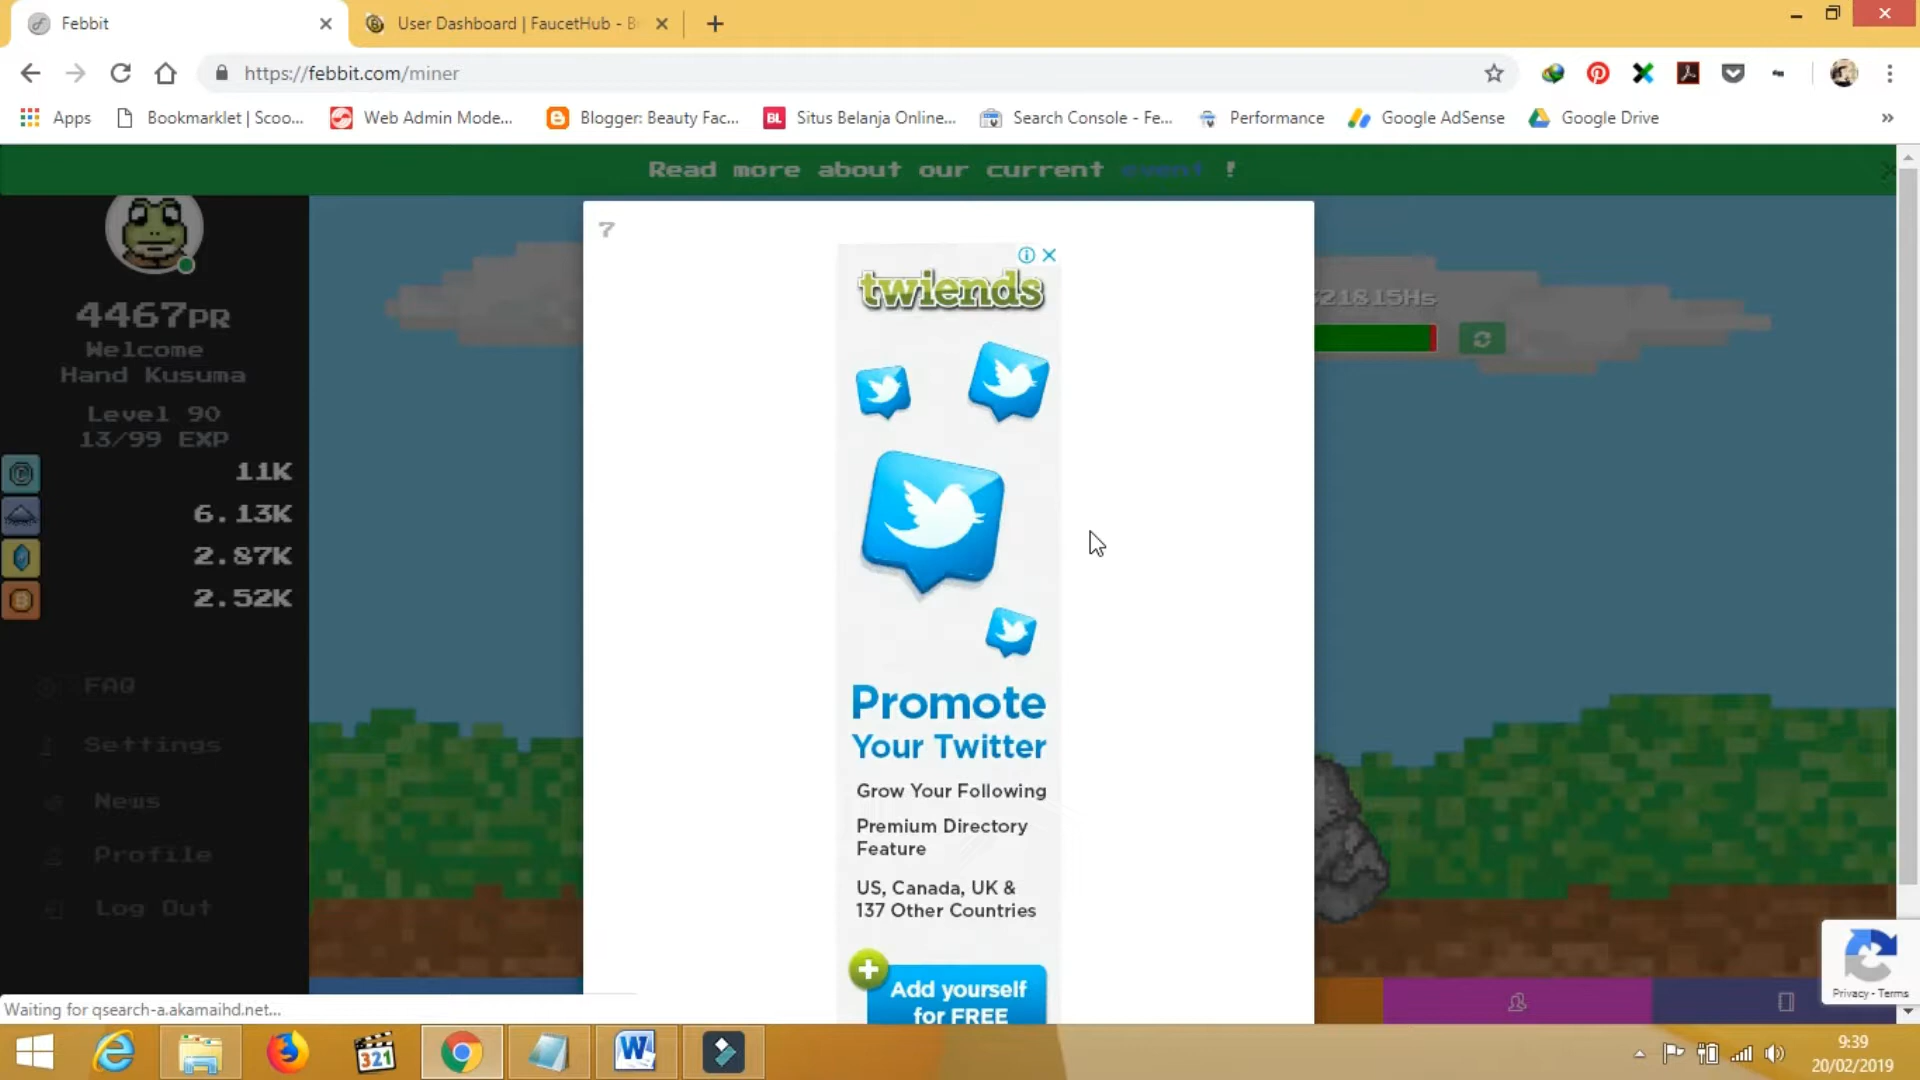 Febbit
User Dashboard | FaucetHub - B
https://febbit.com/miner
Apps
Bookmarklet | Scoo...
Web Admin Mode...
Blogger: Beauty Fac...
BL
Situs Belanja Online...
Search Console - Fe...
Performance
Google AdSense
Google Drive
»
Read more about our current event !
4467PR
Welcome
Hand Kusuma
Level 90
13/99 EXP
11K
6.13K
2.87K
2.52K
FAQ
Settings
News
Profile
Log Out
7
twiends
Promote
Your Twitter
Grow Your Following
Premium Directory
Feature
US, Canada, UK &
137 Other Countries
Add yourself
for FREE
321815Hs
Privacy - Terms
Waiting for qsearch-a.akamaihd.net...
321
W
9:39
20/02/2019